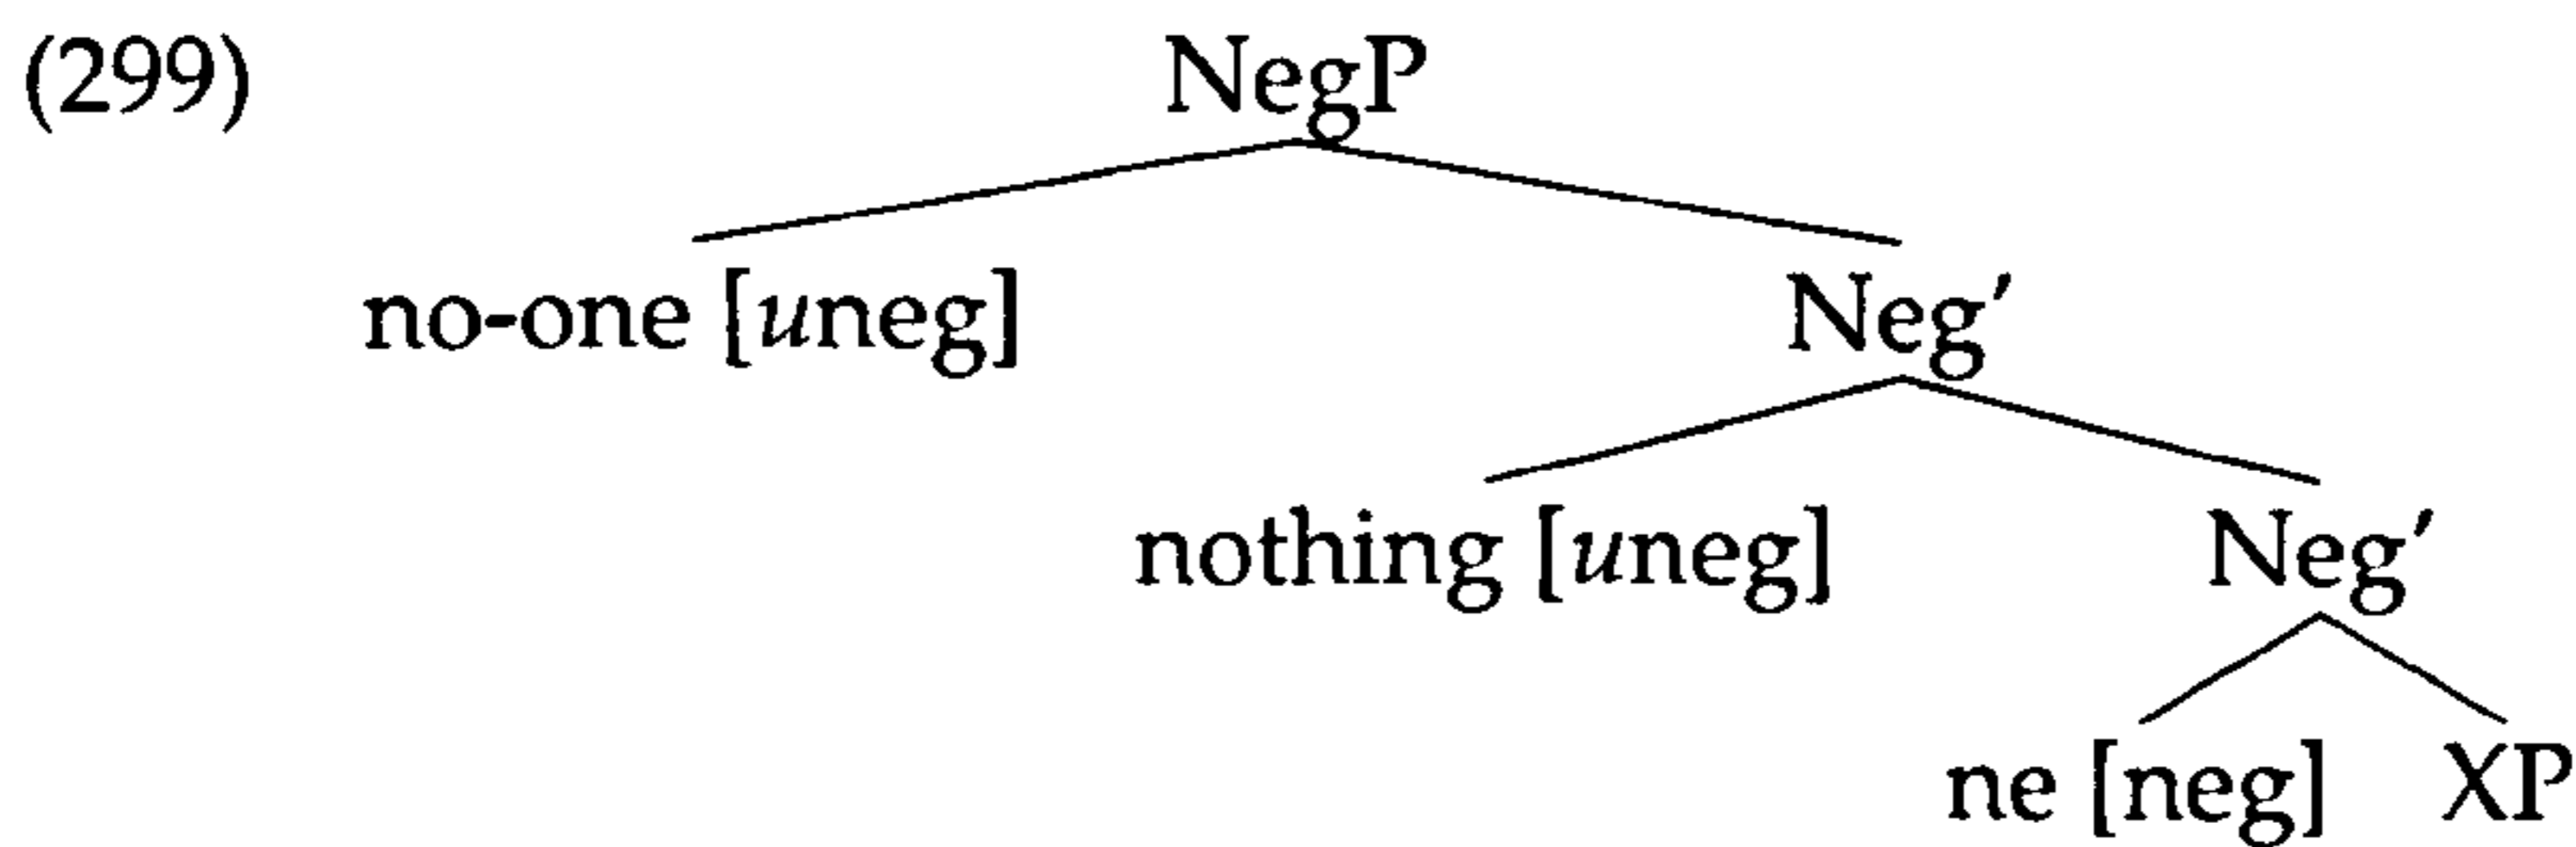 (299) NegP
no-one [uneg] Neg′
nothing [uneg] Neg′
ne [neg] XP